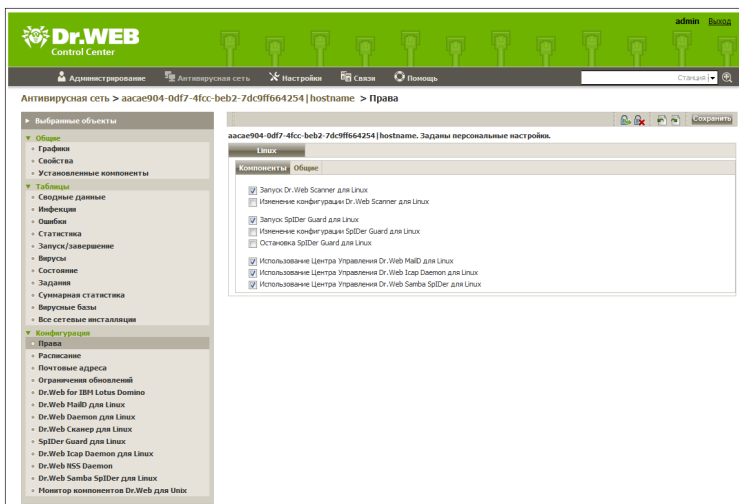 admin Выход
Dr.WEB
Control Center
Администрирование Антивирусная сеть Настройки Связи Помощь Станция
Антивирусная сеть > aacae904-0df7-4fcc-beb2-7dc9ff664254|hostname > Права
Выбранные объекты
Общие
Графики
Свойства
Установленные компоненты
Таблицы
Сводные данные
Инфекции
Ошибки
Статистика
Запуск/завершение
Вирусы
Состояние
Задания
Суммарная статистика
Вирусные базы
Все сетевые инсталляции
Конфигурация
Права
Расписание
Почтовые адреса
Ограничения обновлений
Dr.Web for IBM Lotus Domino
Dr.Web MailD для Linux
Dr.Web Daemon для Linux
Dr.Web Сканер для Linux
SpIDer Guard для Linux
Dr.Web Icap Daemon для Linux
Dr.Web NSS Daemon
Dr.Web Samba SpIDer для Linux
Монитор компонентов Dr.Web для Unix
Сохранить
aacae904-0df7-4fcc-beb2-7dc9ff664254|hostname. Заданы персональные настройки.
Linux
Компоненты Общие
Запуск Dr.Web Scanner для Linux
Изменение конфигурации Dr.Web Scanner для Linux
Запуск SpIDer Guard для Linux
Изменение конфигурации SpIDer Guard для Linux
Остановка SpIDer Guard для Linux
Использование Центра Управления Dr.Web MailD для Linux
Использование Центра Управления Dr.Web Icap Daemon для Linux
Использование Центра Управления Dr.Web Samba SpIDer для Linux